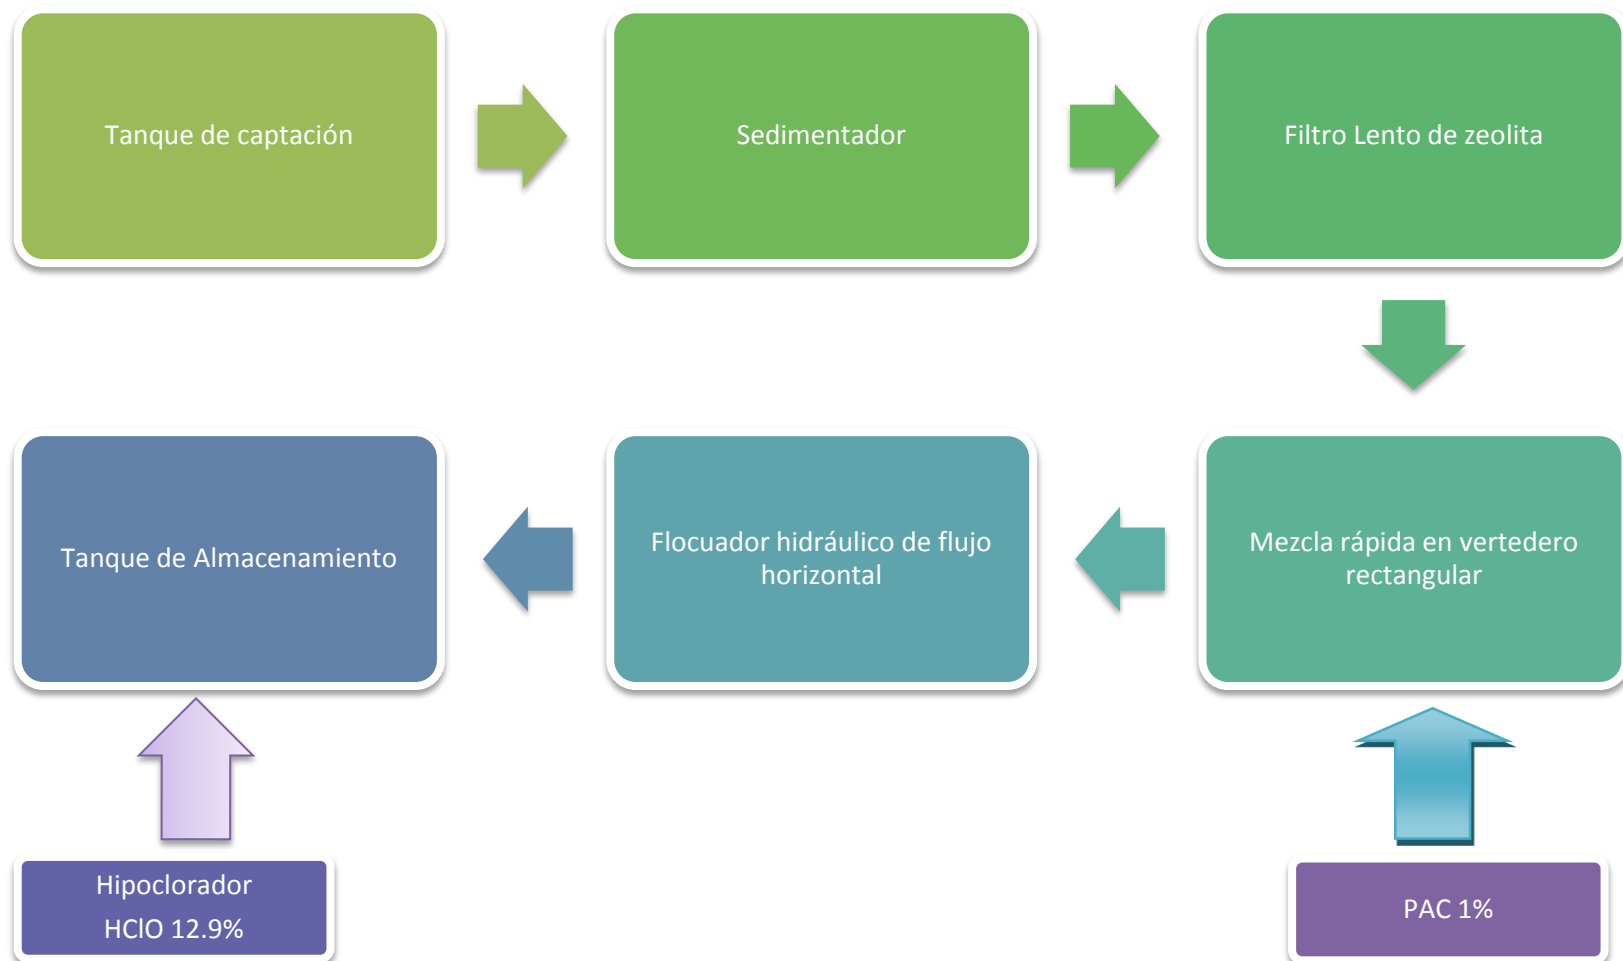 Tanque de captación
Sedimentador
Filtro Lento de zeolita
Mezcla rápida en vertedero
rectangular
Flocuador hidráulico de flujo
horizontal
Tanque de Almacenamiento
Hipoclorador
HClO 12.9%
PAC 1%